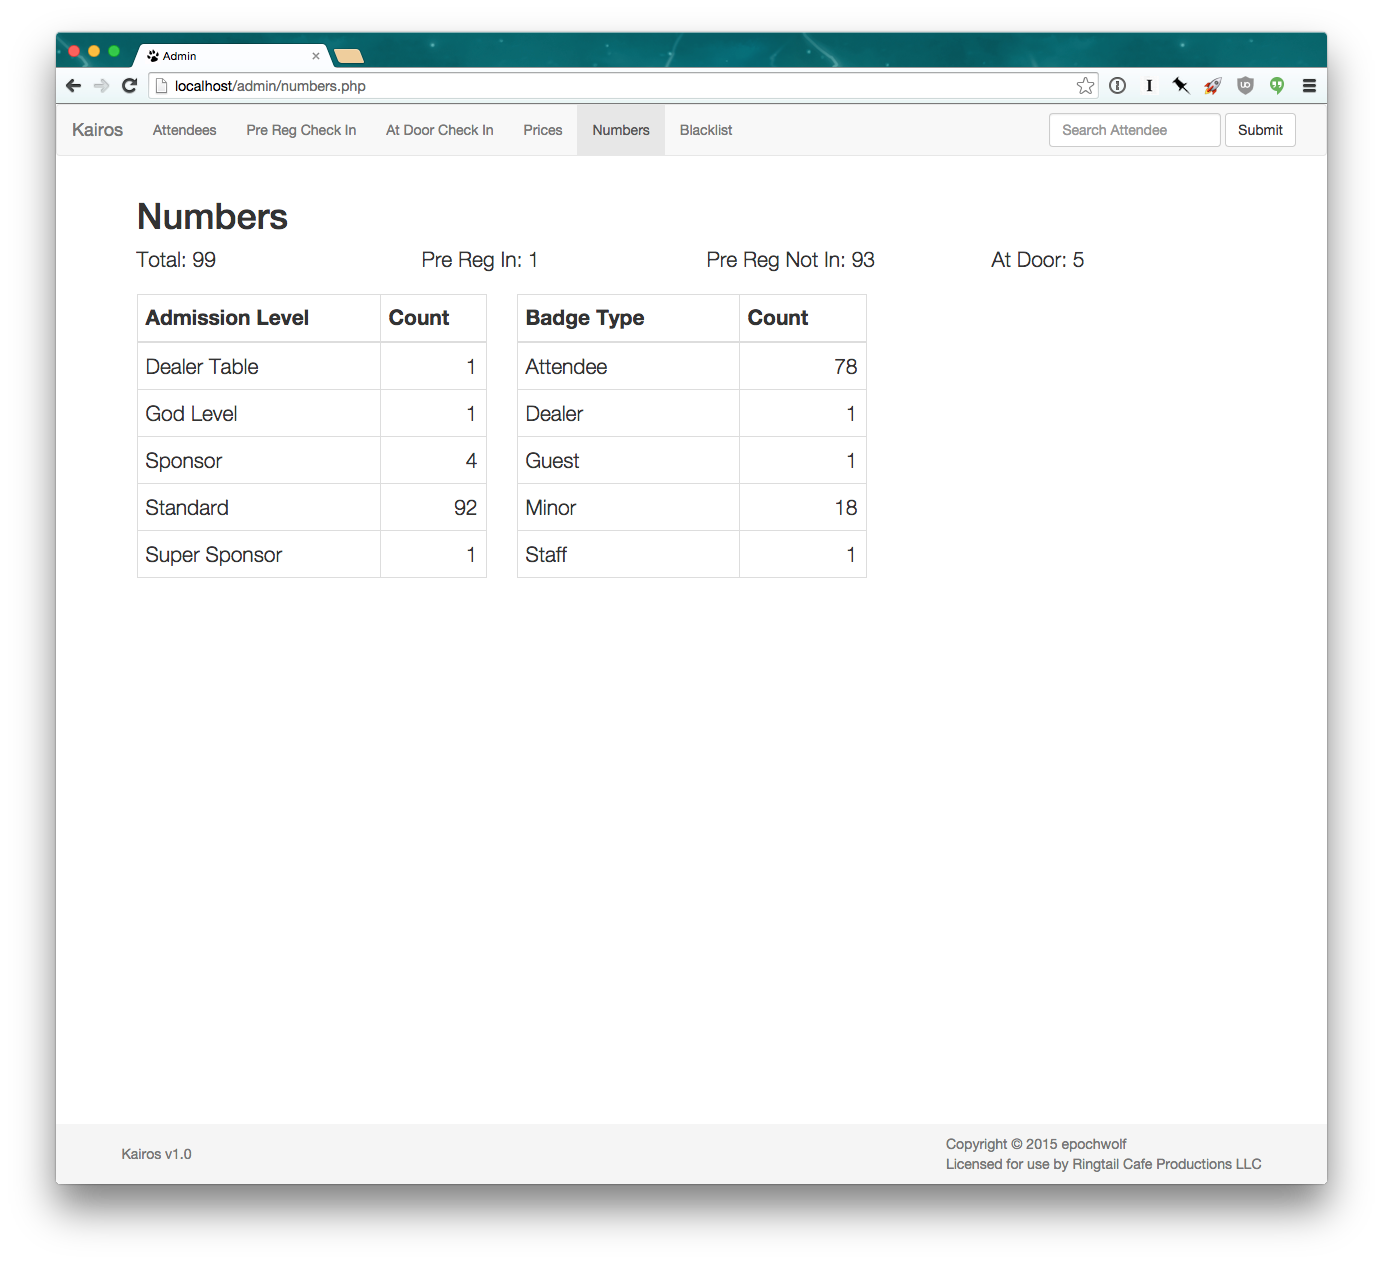 Admin
localhost/admin/numbers.php
Kairos Attendees Pre Reg Check In At Door Check In Prices Numbers Blacklist Search Attendee Submit
Numbers
Total: 99 Pre Reg In: 1 Pre Reg Not In: 93 At Door: 5
Admission Level Count Badge Type Count
Dealer Table 1 Attendee 78
God Level 1 Dealer 1
Sponsor 4 Guest 1
Standard 92 Minor 18
Super Sponsor 1 Staff 1
Kairos v1.0
Copyright © 2015 epochwolf
Licensed for use by Ringtail Cafe Productions LLC